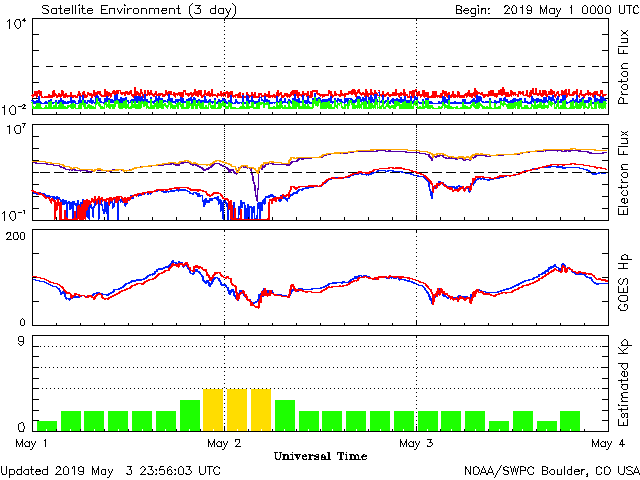 Satellite Environment (3 day)
Begin: 2019 May 1 0000 UTC
10^4
10^-2
Proton Flux
10^7
10^-1
Electron Flux
200
0
GOES Hp
9
0
Estimated Kp
May 1 May 2 May 3 May 4
Universal Time
Updated 2019 May 3 23:56:03 UTC
NOAA/SWPC Boulder, CO USA